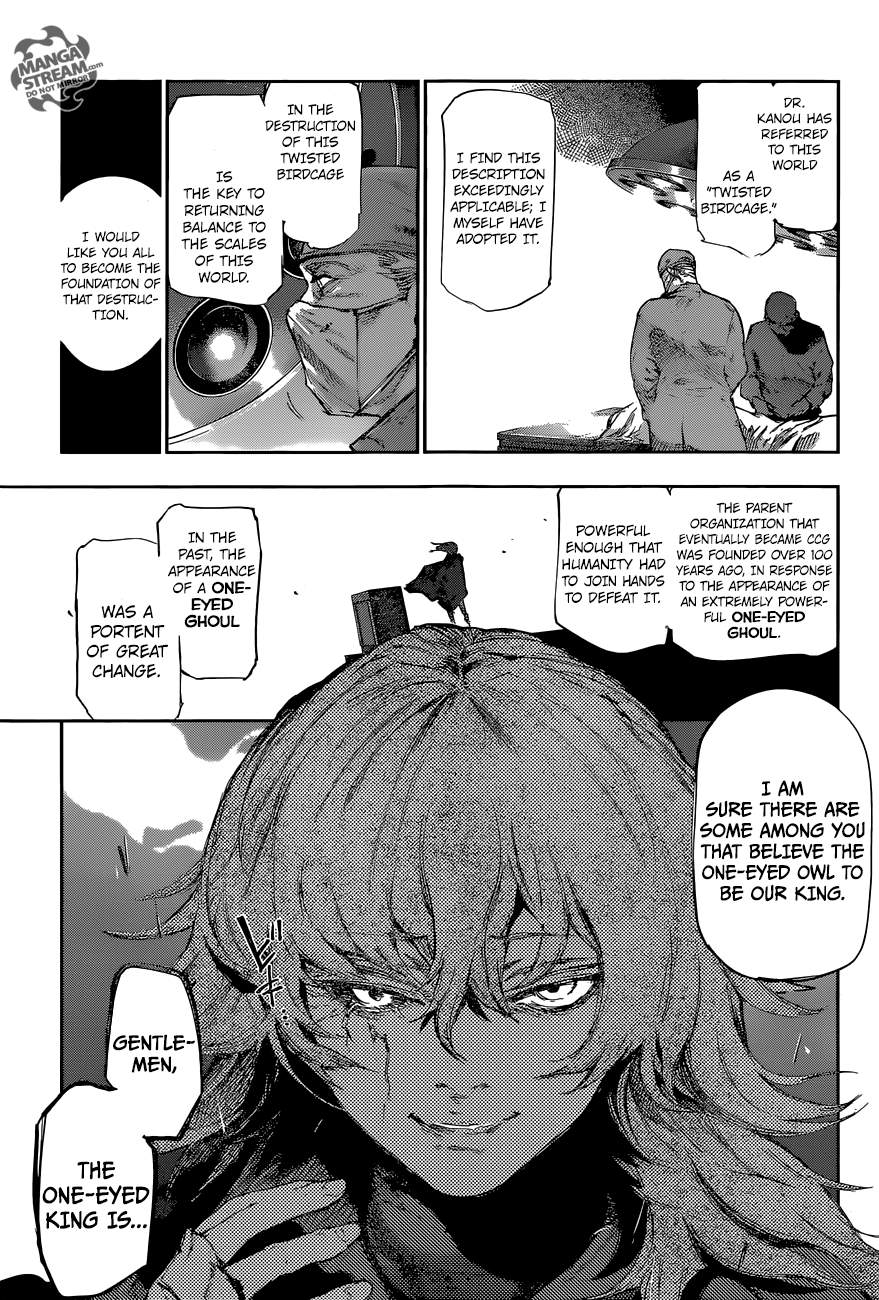 MANGA
STREAM.com
DO NOT MIRROR
DR.
KANOU HAS
REFERRED
TO THIS
WORLD
AS A
"TWISTED
BIRDCAGE."
I FIND THIS
DESCRIPTION
EXCEEDINGLY
APPLICABLE; I
MYSELF HAVE
ADOPTED IT.
IN THE
DESTRUCTION
OF THIS
TWISTED
BIRDCAGE
IS
THE KEY TO
RETURNING
BALANCE TO
THE SCALES
OF THIS
WORLD.
I WOULD
LIKE YOU ALL
TO BECOME THE
FOUNDATION OF
THAT DESTRUC-
TION.
THE PARENT
ORGANIZATION THAT
EVENTUALLY BECAME CCG
WAS FOUNDED OVER 100
YEARS AGO, IN RESPONSE
TO THE APPEARANCE OF
AN EXTREMELY POWER-
FUL ONE-EYED
GHOUL.
POWERFUL
ENOUGH THAT
HUMANITY HAD
TO JOIN HANDS
TO DEFEAT IT.
IN THE
PAST, THE
APPEARANCE
OF A ONE-
EYED
GHOUL
WAS A
PORTENT
OF GREAT
CHANGE.
I AM
SURE THERE ARE
SOME AMONG YOU
THAT BELIEVE THE
ONE-EYED OWL TO
BE OUR KING.
ビキ...
GENTLE-
MEN,
THE
ONE-EYED
KING IS...